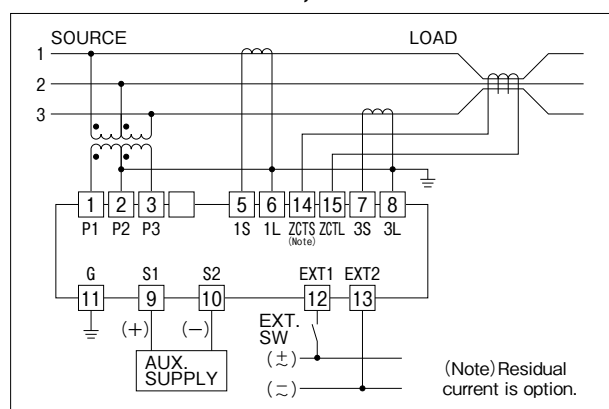 SOURCE LOAD
1
2
3
1 2 3 5 6 14 15 7 8
P1 P2 P3 1S 1L ZCTS ZCTL 3S 3L
(Note)
G S1 S2 EXT1 EXT2
11 9 10 12 13
(+) (−) EXT.
SW
AUX.
SUPPLY
(±~)
(−~)
(Note) Residual
current is option.